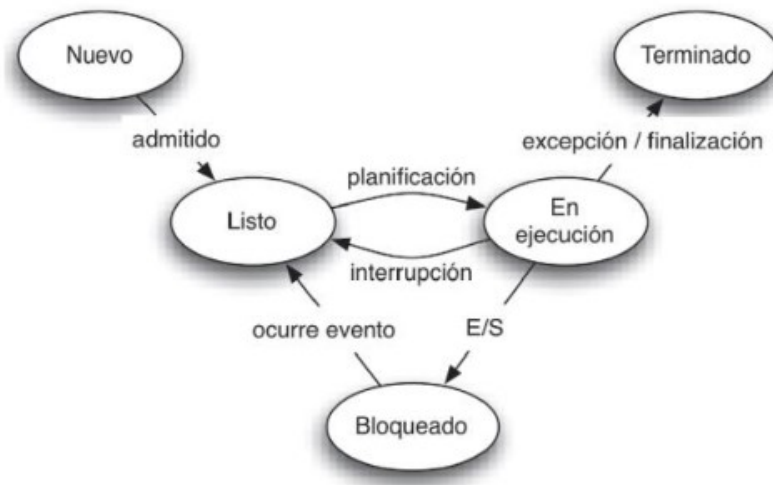 Nuevo
Terminado
admitido
excepción / finalización
planificación
Listo
En
ejecución
interrupción
ocurre evento
E/S
Bloqueado